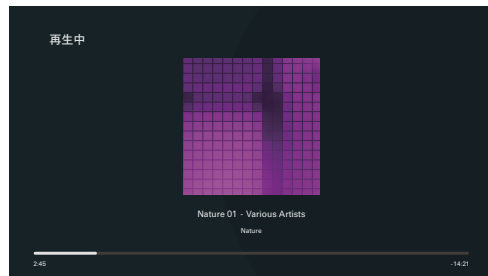 再生中
Nature 01 - Various Artists
Nature
2:45
-14:21